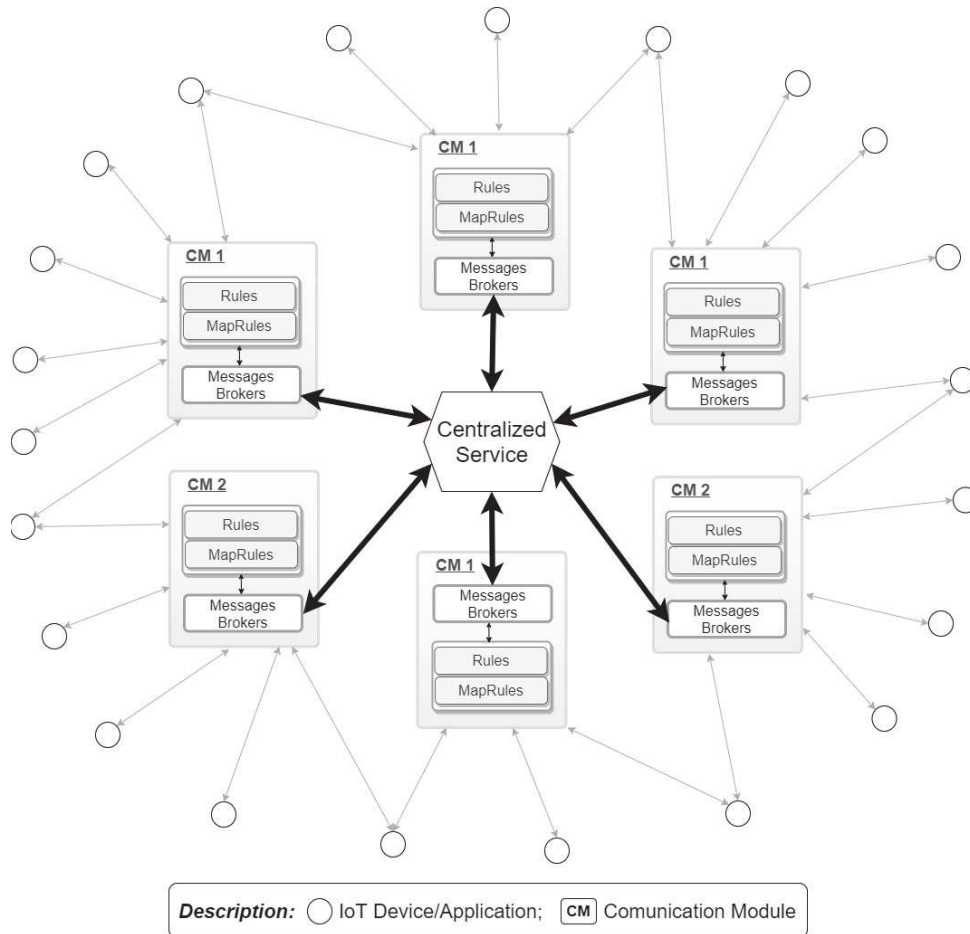 CM 1
Rules
MapRules
Messages
Brokers
CM 1
Rules
MapRules
Messages
Brokers
CM 1
Rules
MapRules
Messages
Brokers
Centralized
Service
CM 2
Rules
MapRules
Messages
Brokers
CM 1
Messages
Brokers
Rules
MapRules
CM 2
Rules
MapRules
Messages
Brokers
Description: IoT Device/Application; CM Comunication Module